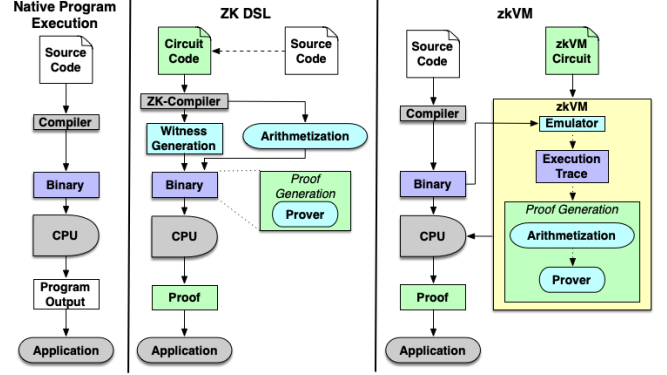 Native Program
Execution
Source
Code
Compiler
Binary
CPU
Program
Output
Application
ZK DSL
Circuit
Code
Source
Code
ZK-Compiler
Witness
Generation
Arithmetization
Binary
Proof
Generation
Prover
CPU
Proof
Application
zkVM
Source
Code
zkVM
Circuit
Compiler
zkVM
Emulator
Execution
Trace
Binary
Proof Generation
Arithmetization
CPU
Prover
Proof
Application